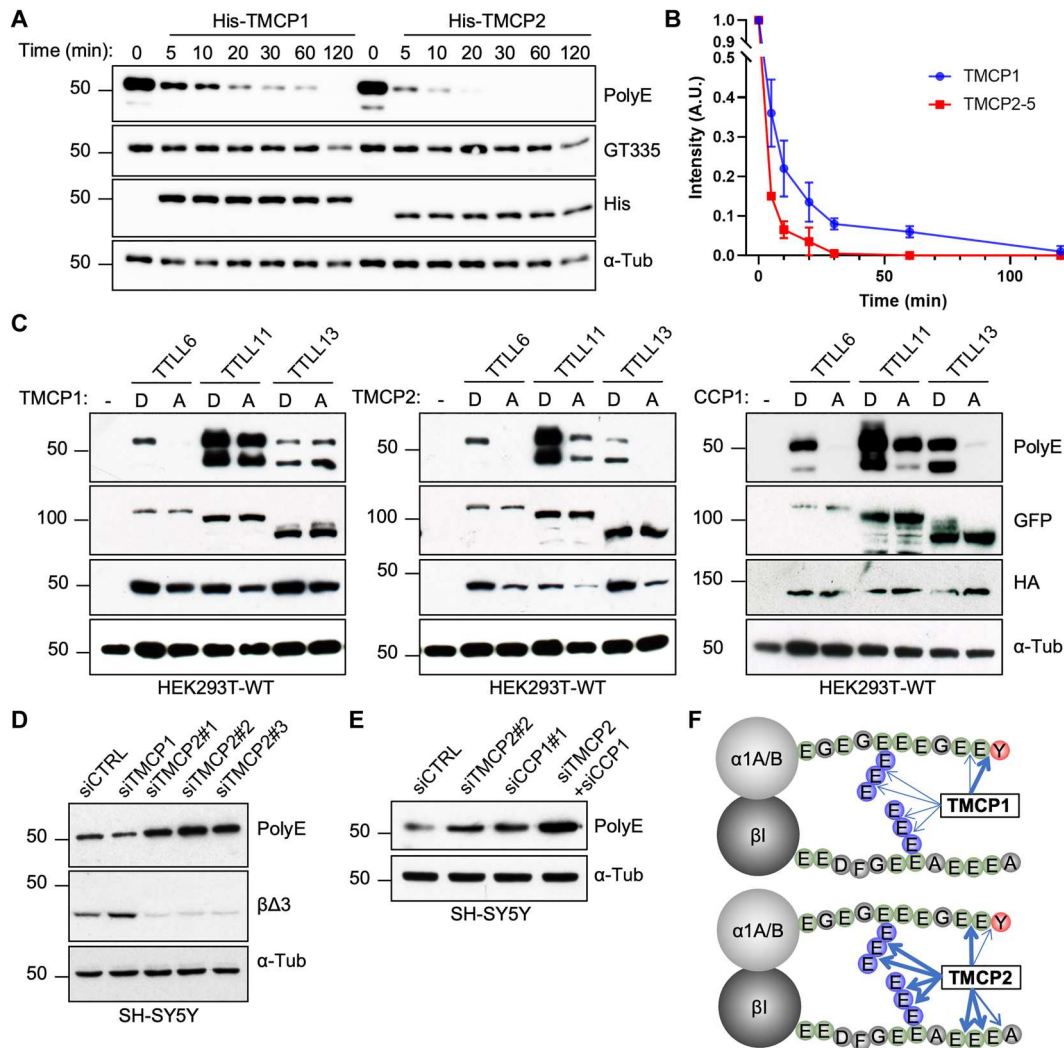 A
His-TMCP1 His-TMCP2
Time (min): 0 5 10 20 30 60 120 0 5 10 20 30 60 120
50 PolyE
50 GT335
50 His
50 α-Tub
B
Intensity (A.U.)
1.0
0.9
0.5
0.4
0.3
0.2
0.1
0.0
0 50 100
Time (min)
TMCP1
TMCP2-5
C
TTLL6 TTLL11 TTLL13
TMCP1: - D A D A D A
50
100
50
50
HEK293T-WT
TTLL6 TTLL11 TTLL13
TMCP2: - D A D A D A
50
100
50
50
HEK293T-WT
TTLL6 TTLL11 TTLL13
CCP1: - D A D A D A
50 PolyE
100 GFP
150 HA
50 α-Tub
HEK293T-WT
D
siCTRL siTMCP1 siTMCP2#1 siTMCP2#2 siTMCP2#3
50 PolyE
50 βΔ3
50 α-Tub
SH-SY5Y
E
siCTRL siTMCP2#2 siCCP1#1 siTMCP2
+siCCP1
50 PolyE
50 α-Tub
SH-SY5Y
F
α1A/B E G E G E E E G E E Y
E
E
E
TMCP1
E
E
E
βI E E D F G E E A E E E A
α1A/B E G E G E E E G E E Y
E
E
E
TMCP2
E
E
E
βI E E D F G E E A E E E A